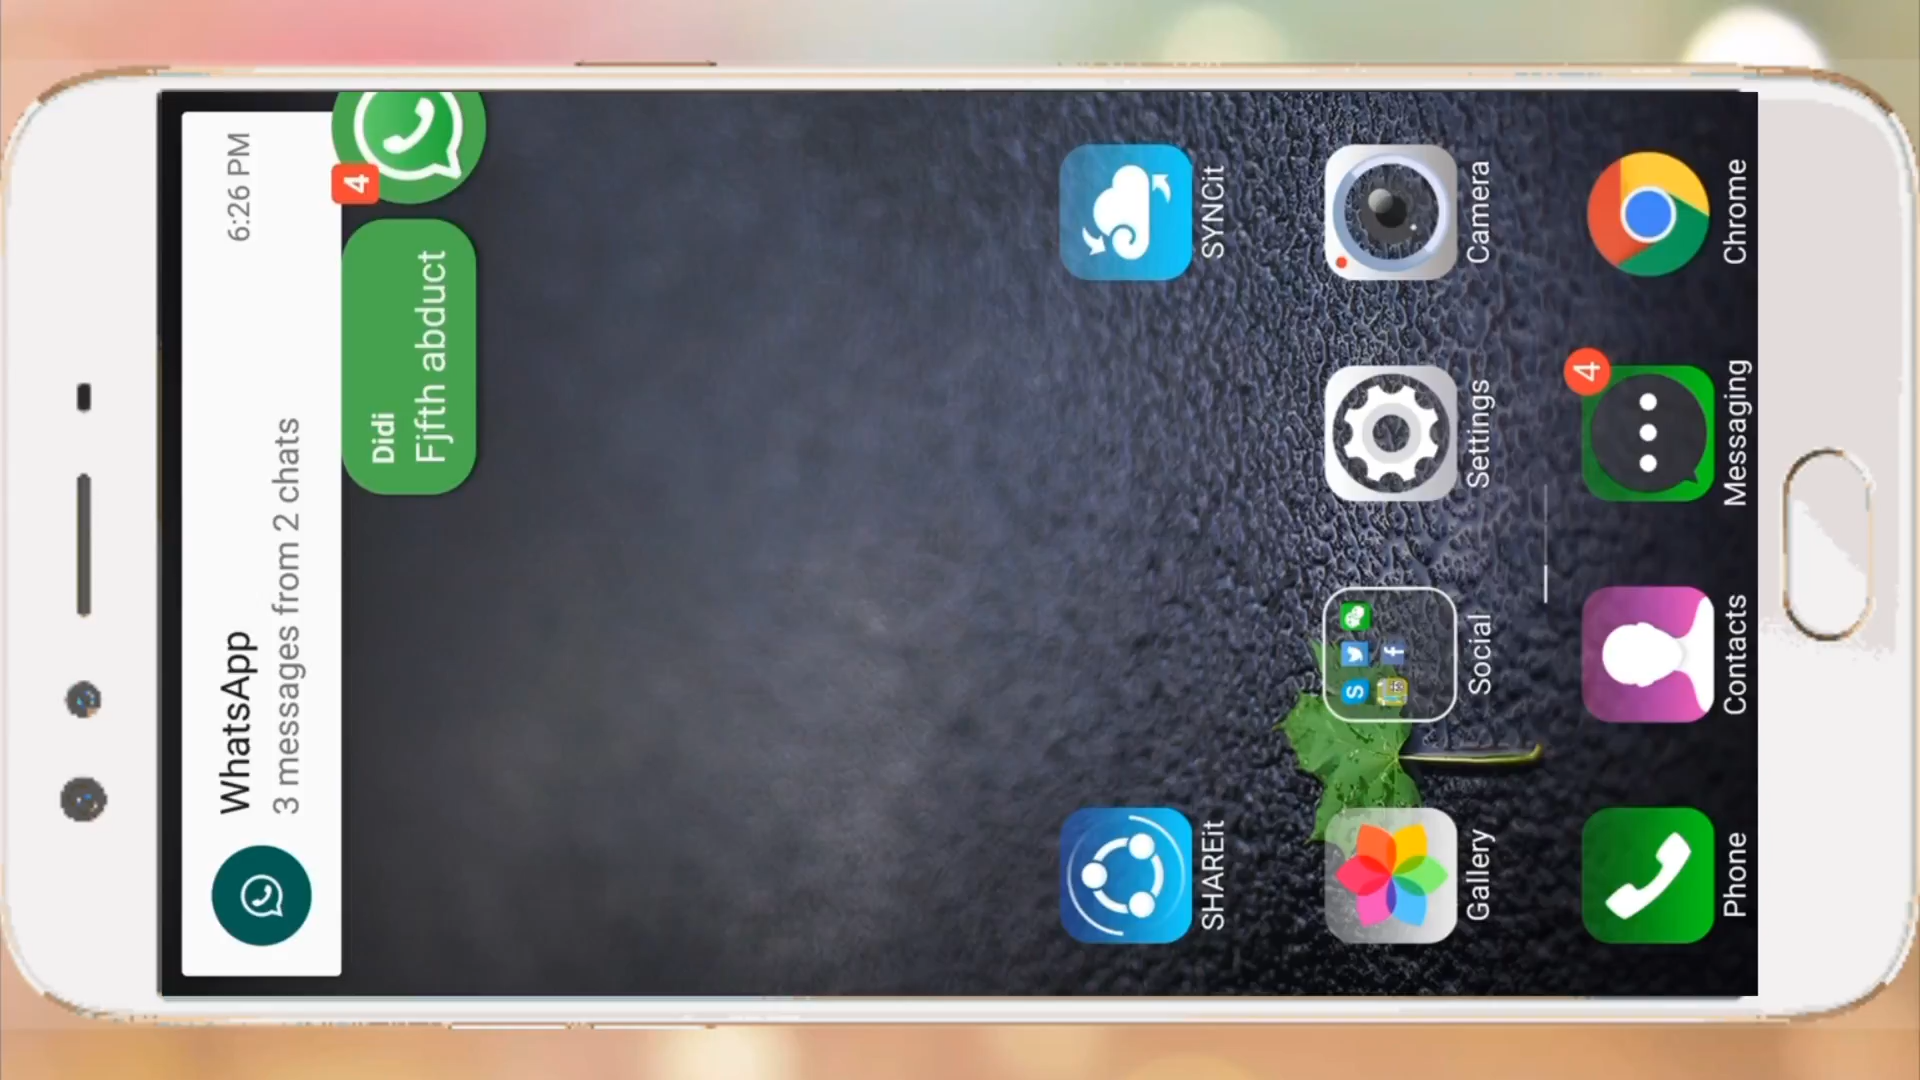 WhatsApp 6:26 PM
3 messages from 2 chats
4
Didi
Fjfth abduct
SHAREit
SYNCit
Gallery
Social
Settings
Camera
4
Phone
Contacts
Messaging
Chrome